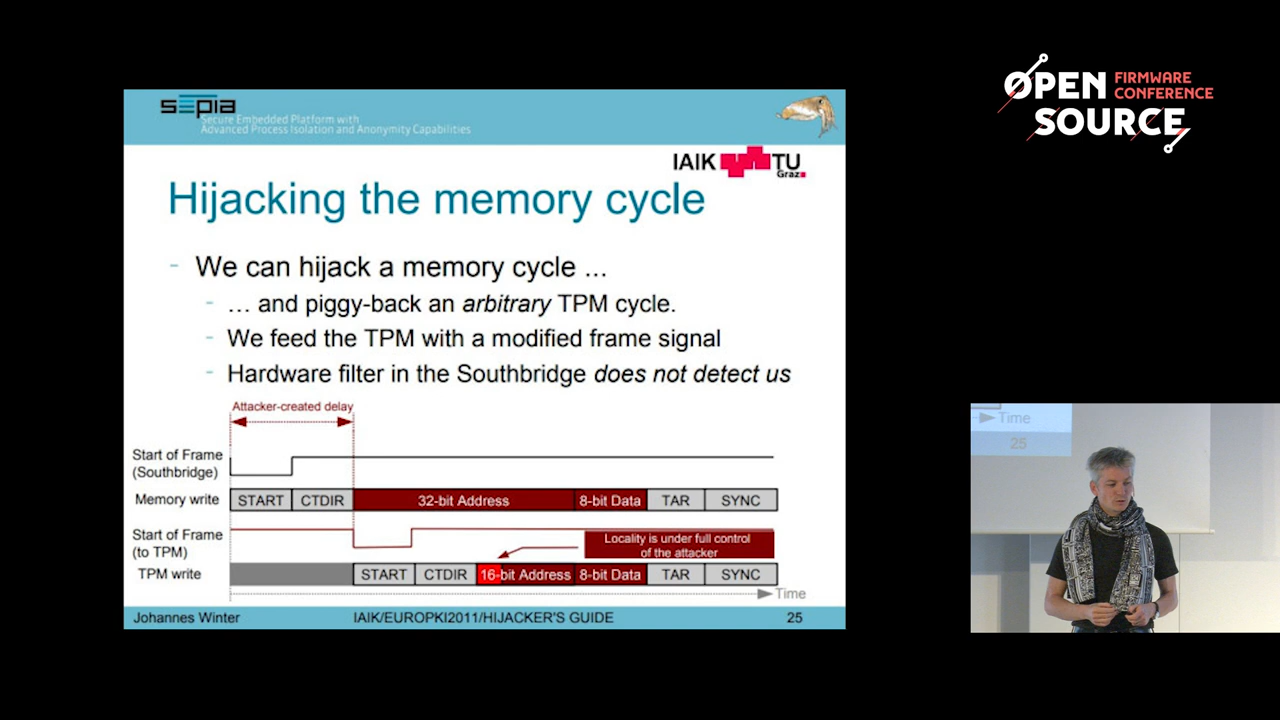 OPEN FIRMWARE CONFERENCE
SOURCE
sepia
Secure Embedded Platform with
Advanced Process Isolation and Anonymity Capabilities
IAIK TU
Graz
Hijacking the memory cycle
- We can hijack a memory cycle ...
- … and piggy-back an arbitrary TPM cycle.
- We feed the TPM with a modified frame signal
- Hardware filter in the Southbridge does not detect us
Attacker-created delay
Start of Frame
(Southbridge)
Memory write START CTDIR 32-bit Address 8-bit Data TAR SYNC
Start of Frame
(to TPM)
Locality is under full control
of the attacker
TPM write START CTDIR 16-bit Address 8-bit Data TAR SYNC
Time
Johannes Winter IAIK/EUROPKI2011/HIJACKER'S GUIDE 25
Time
25